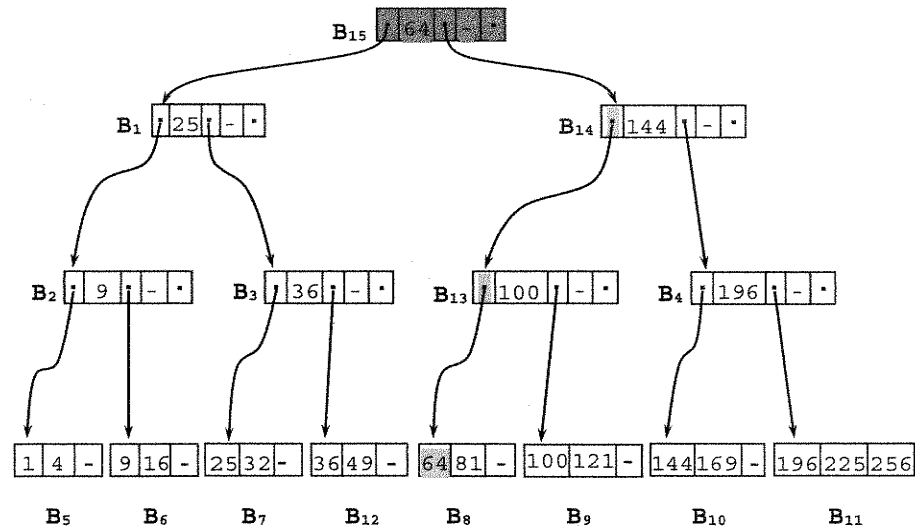 B15 64 -
B1 25 -
B14 144 -
B2 9 -
B3 36 -
B13 100 -
B4 196 -
1 4 - 9 16 - 25 32 - 36 49 - 64 81 - 100 121 - 144 169 - 196 225 256
B5 B6 B7 B12 B8 B9 B10 B11